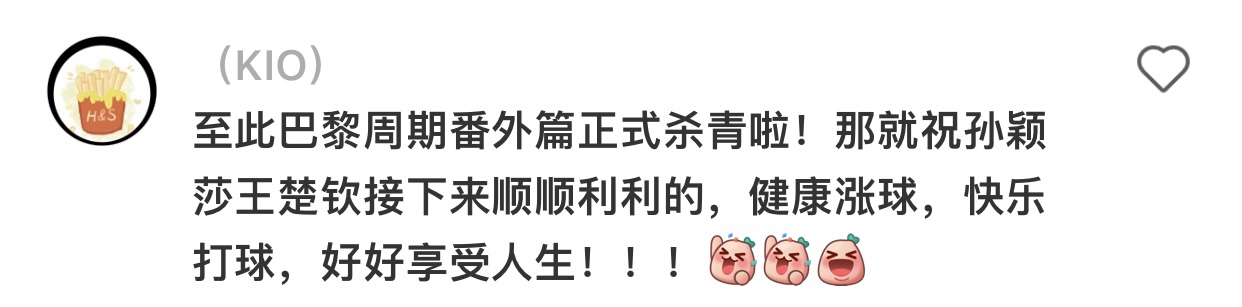 （KIO）
H&S
至此巴黎周期番外篇正式杀青啦！那就祝孙颖
莎王楚钦接下来顺顺利利的，健康涨球，快乐
打球，好好享受人生！！！